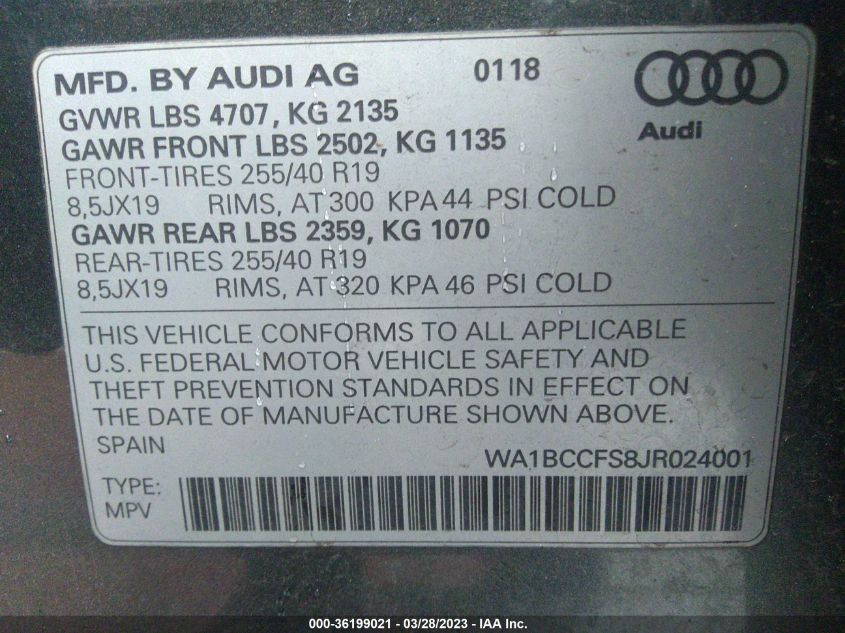 MFD. BY AUDI AG 0118
Audi
GVWR LBS 4707, KG 2135
GAWR FRONT LBS 2502, KG 1135
FRONT-TIRES 255/40 R19
8,5JX19 RIMS, AT 300 KPA 44 PSI COLD
GAWR REAR LBS 2359, KG 1070
REAR-TIRES 255/40 R19
8,5JX19 RIMS, AT 320 KPA 46 PSI COLD
THIS VEHICLE CONFORMS TO ALL APPLICABLE
U.S. FEDERAL MOTOR VEHICLE SAFETY AND
THEFT PREVENTION STANDARDS IN EFFECT ON
THE DATE OF MANUFACTURE SHOWN ABOVE.
SPAIN
WA1BCCFS8JR024001
TYPE:
MPV
000-36199021 - 03/28/2023 - IAA Inc.